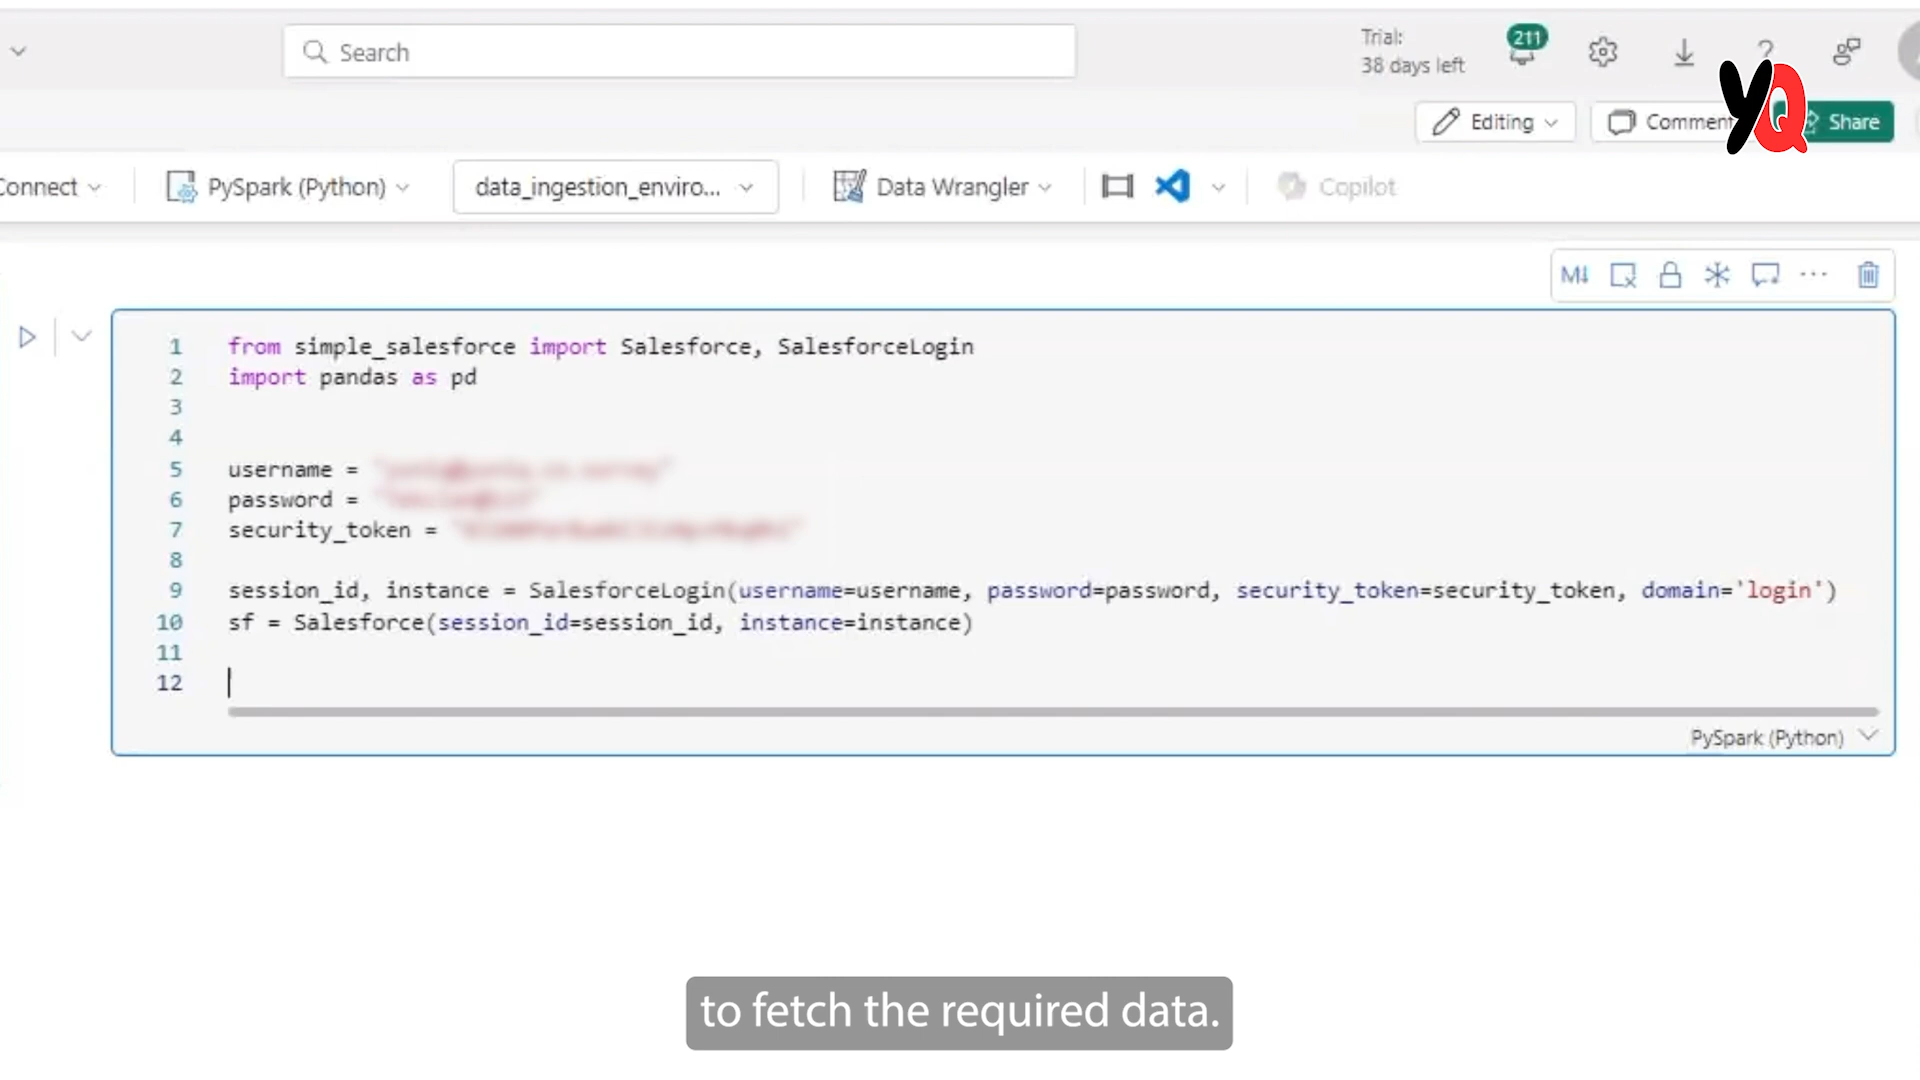 Search
Trial:
38 days left
211
?
YQ
Editing
Comment
Share
Connect
PySpark (Python)
data_ingestion_enviro...
Data Wrangler
Copilot
M↓
1 from simple_salesforce import Salesforce, SalesforceLogin
2 import pandas as pd
3
4
5 username =
6 password =
7 security_token =
8
9 session_id, instance = SalesforceLogin(username=username, password=password, security_token=security_token, domain='login')
10 sf = Salesforce(session_id=session_id, instance=instance)
11
12
PySpark (Python)
to fetch the required data.